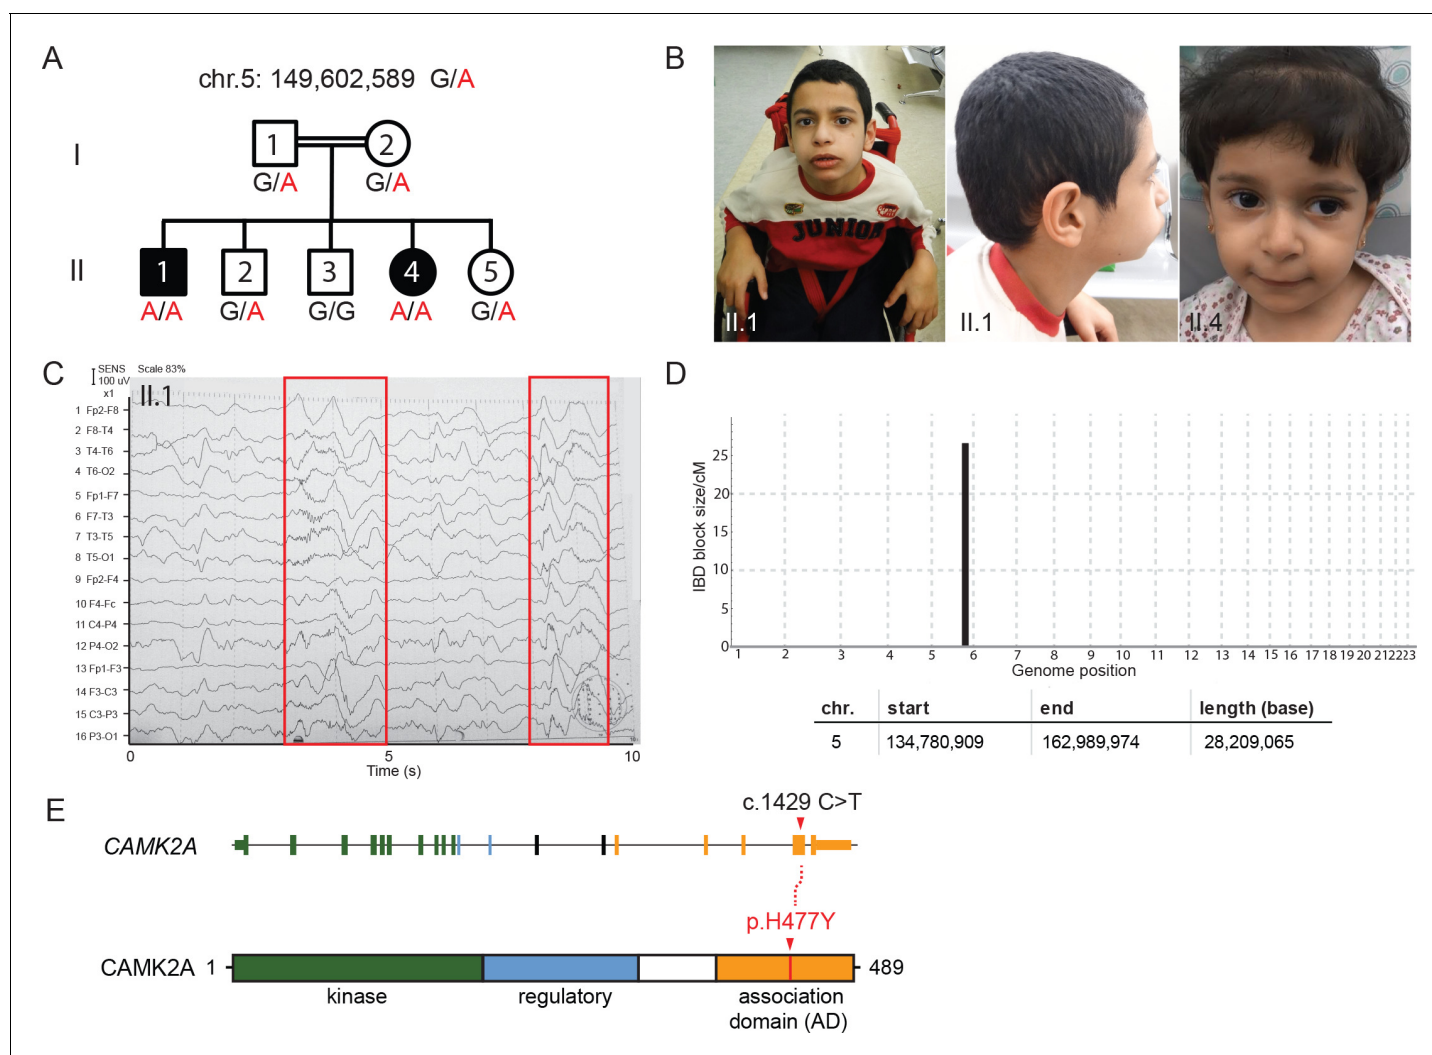 A
chr.5: 149,602,589 G/A
I
1
2
G/A
G/A
II
1
2
3
4
5
A/A
G/A
G/G
A/A
G/A
B
JUNIOR
II.1
II.1
II.4
C
SENS Scale 83%
100 uV
x1
II.1
1 Fp2-F8
2 F8-T4
3 T4-T6
4 T6-O2
5 Fp1-F7
6 F7-T3
7 T3-T5
8 T5-O1
9 Fp2-F4
10 F4-Fc
11 C4-P4
12 P4-O2
13 Fp1-F3
14 F3-C3
15 C3-P3
16 P3-O1
0 5 10
Time (s)
D
IBD block size/cM
25
20
10
5
0
1 2 3 4 5 6 7 8 9 10 11 12 13 14 15 16 17 18 19 20 21 22 23
Genome position
chr. start end length (base)
5 134,780,909 162,989,974 28,209,065
E
c.1429 C>T
CAMK2A
p.H477Y
CAMK2A 1 489
kinase regulatory association
domain (AD)